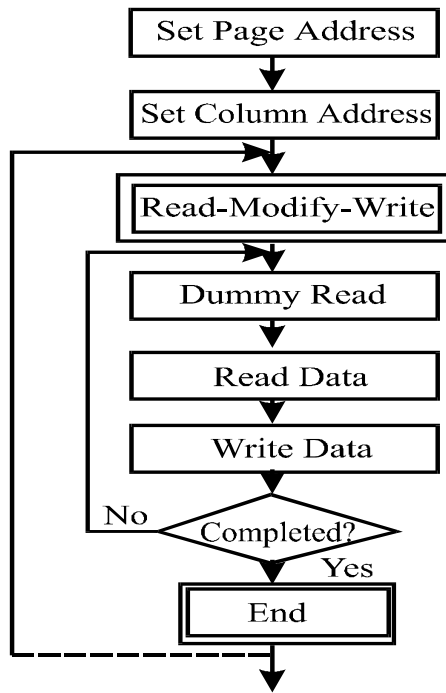 Set Page Address
Set Column Address
Read-Modify-Write
Dummy Read
Read Data
Write Data
No
Completed?
Yes
End